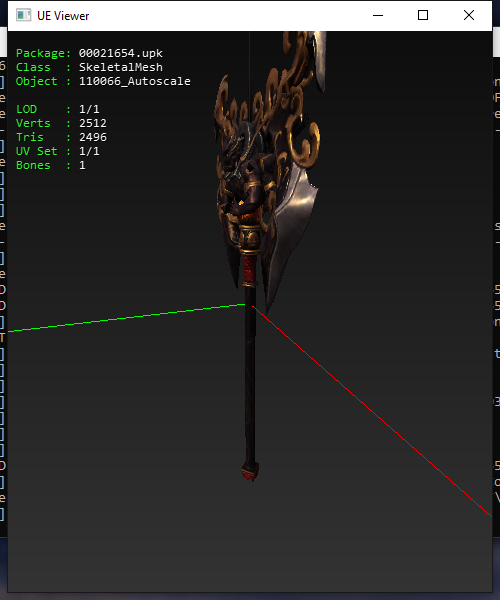 UE Viewer
Package: 00021654.upk
Class  : SkeletalMesh
Object : 110066_Autoscale
LOD    : 1/1
Verts  : 2512
Tris   : 2496
UV Set : 1/1
Bones  : 1